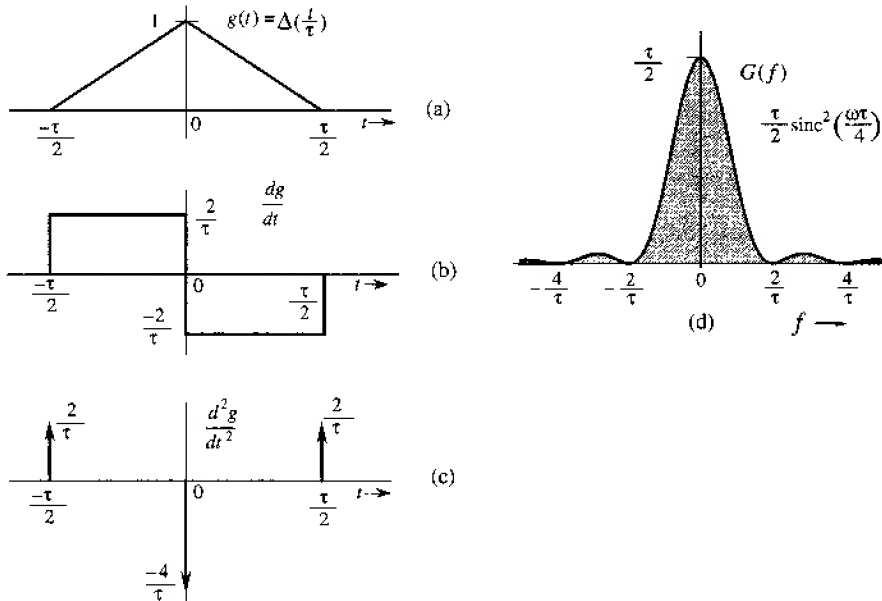 1
g(t) = Δ(t/τ)
-τ/2
0
τ/2
t→
(a)
dg/dt
2/τ
-τ/2
0
τ/2
t→
-2/τ
(b)
2/τ
d²g/dt²
2/τ
-τ/2
0
τ/2
t→
-4/τ
(c)
τ/2
G(f)
τ/2 sinc² (ωτ/4)
-4/τ
-2/τ
0
2/τ
4/τ
(d)
f →